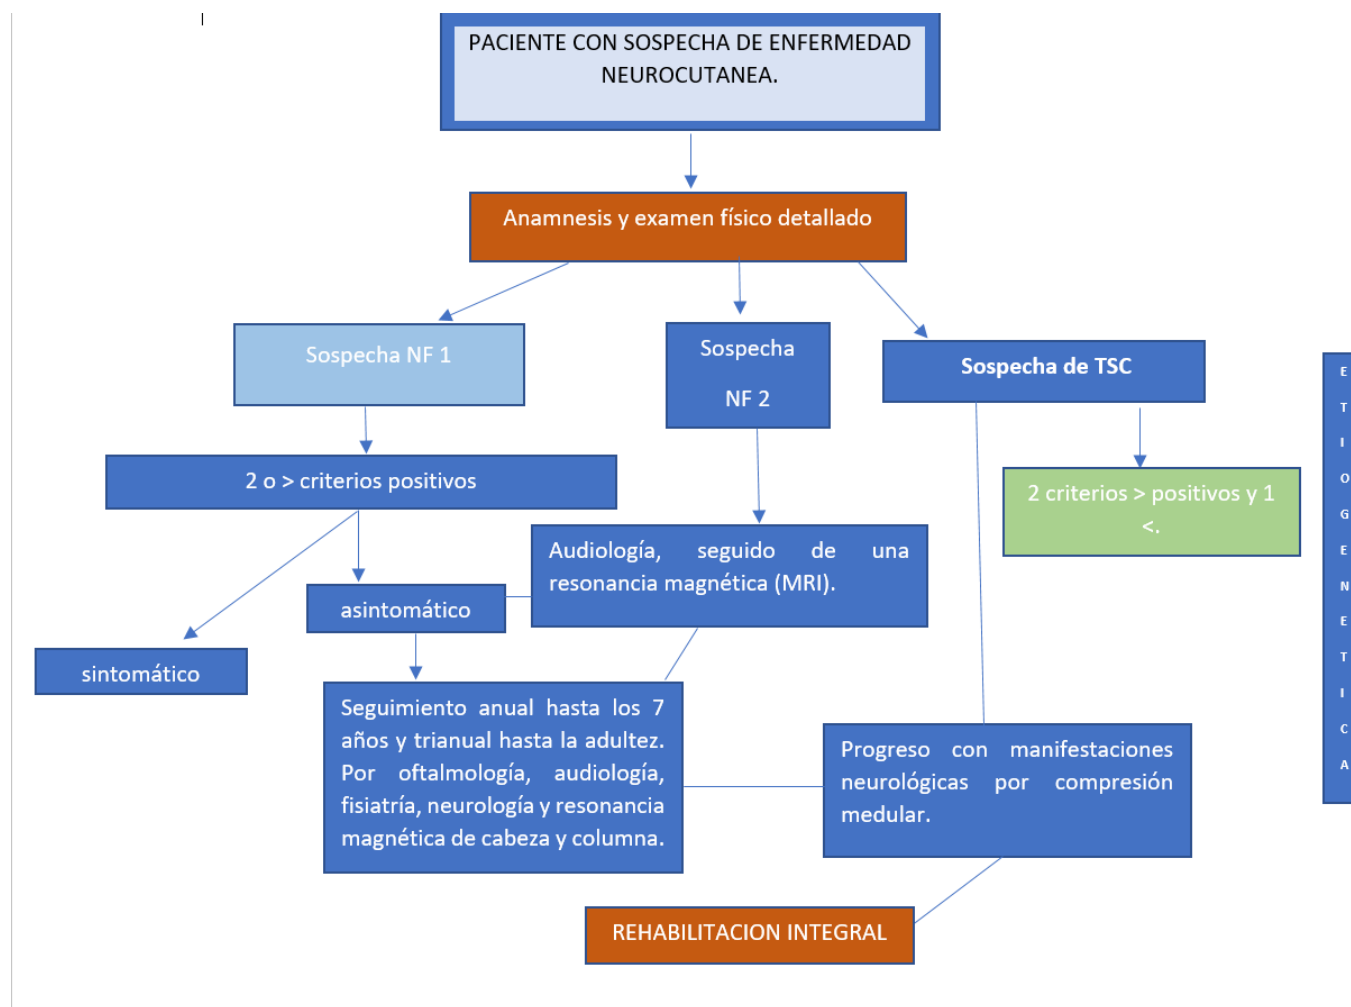 PACIENTE CON SOSPECHA DE ENFERMEDAD
NEUROCUTANEA.
Anamnesis y examen físico detallado
Sospecha NF 1
Sospecha
NF 2
Sospecha de TSC
2 o > criterios positivos
2 criterios > positivos y 1
<.
Audiología, seguido de una
resonancia magnética (MRI).
asintomático
sintomático
Seguimiento anual hasta los 7
años y trianual hasta la adultez.
Por oftalmología, audiología,
fisiatría, neurología y resonancia
magnética de cabeza y columna.
Progreso con manifestaciones
neurológicas por compresión
medular.
REHABILITACION INTEGRAL
E
T
I
O
G
E
N
E
T
I
C
A